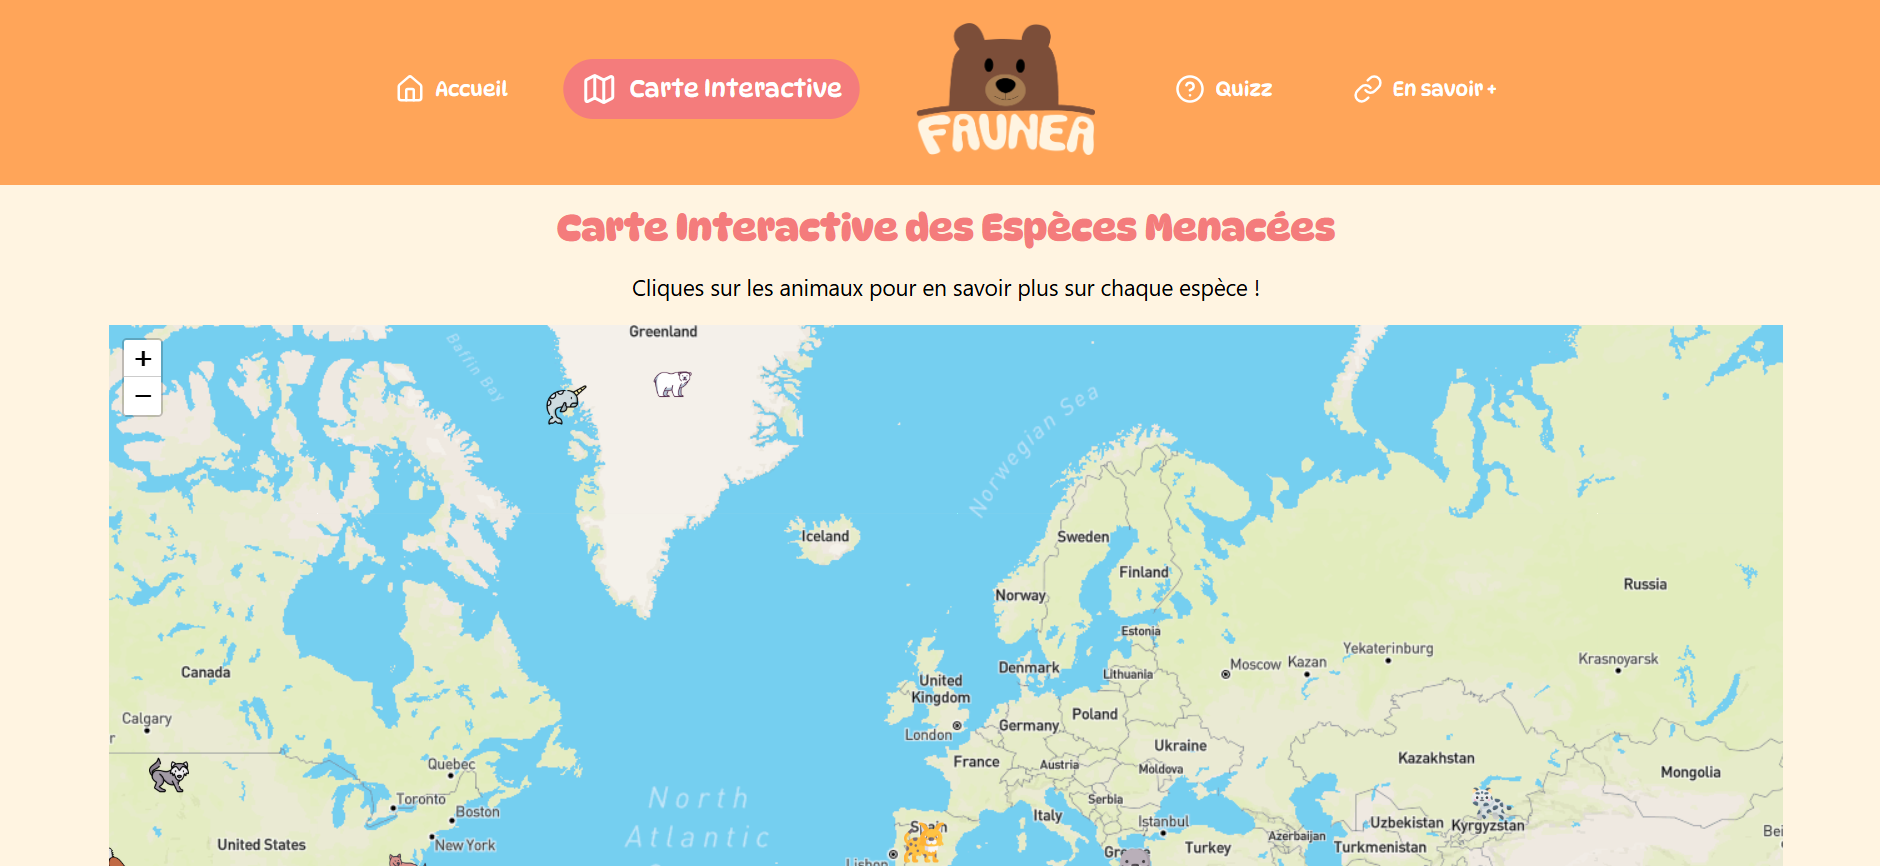 Accueil
Carte Interactive
FAUNEA
Quizz
En savoir +
Carte Interactive des Espèces Menacées
Cliques sur les animaux pour en savoir plus sur chaque espèce !
+
−
Greenland
Baffin Bay
Norwegian Sea
Iceland
Sweden
Finland
Norway
Russia
Estonia
Yekaterinburg
Krasnoyarsk
Moscow
Kazan
Denmark
Lithuania
Canada
United
Kingdom
Poland
Calgary
Germany
London
Ukraine
Kazakhstan
Quebec
France
Austria
Moldova
Mongolia
North
Atlantic
Toronto
Serbia
Boston
Italy
Istanbul
Uzbekistan
Kyrgyzstan
Spain
United States
New York
Azerbaijan
Turkey
Turkmenistan
Lisbon